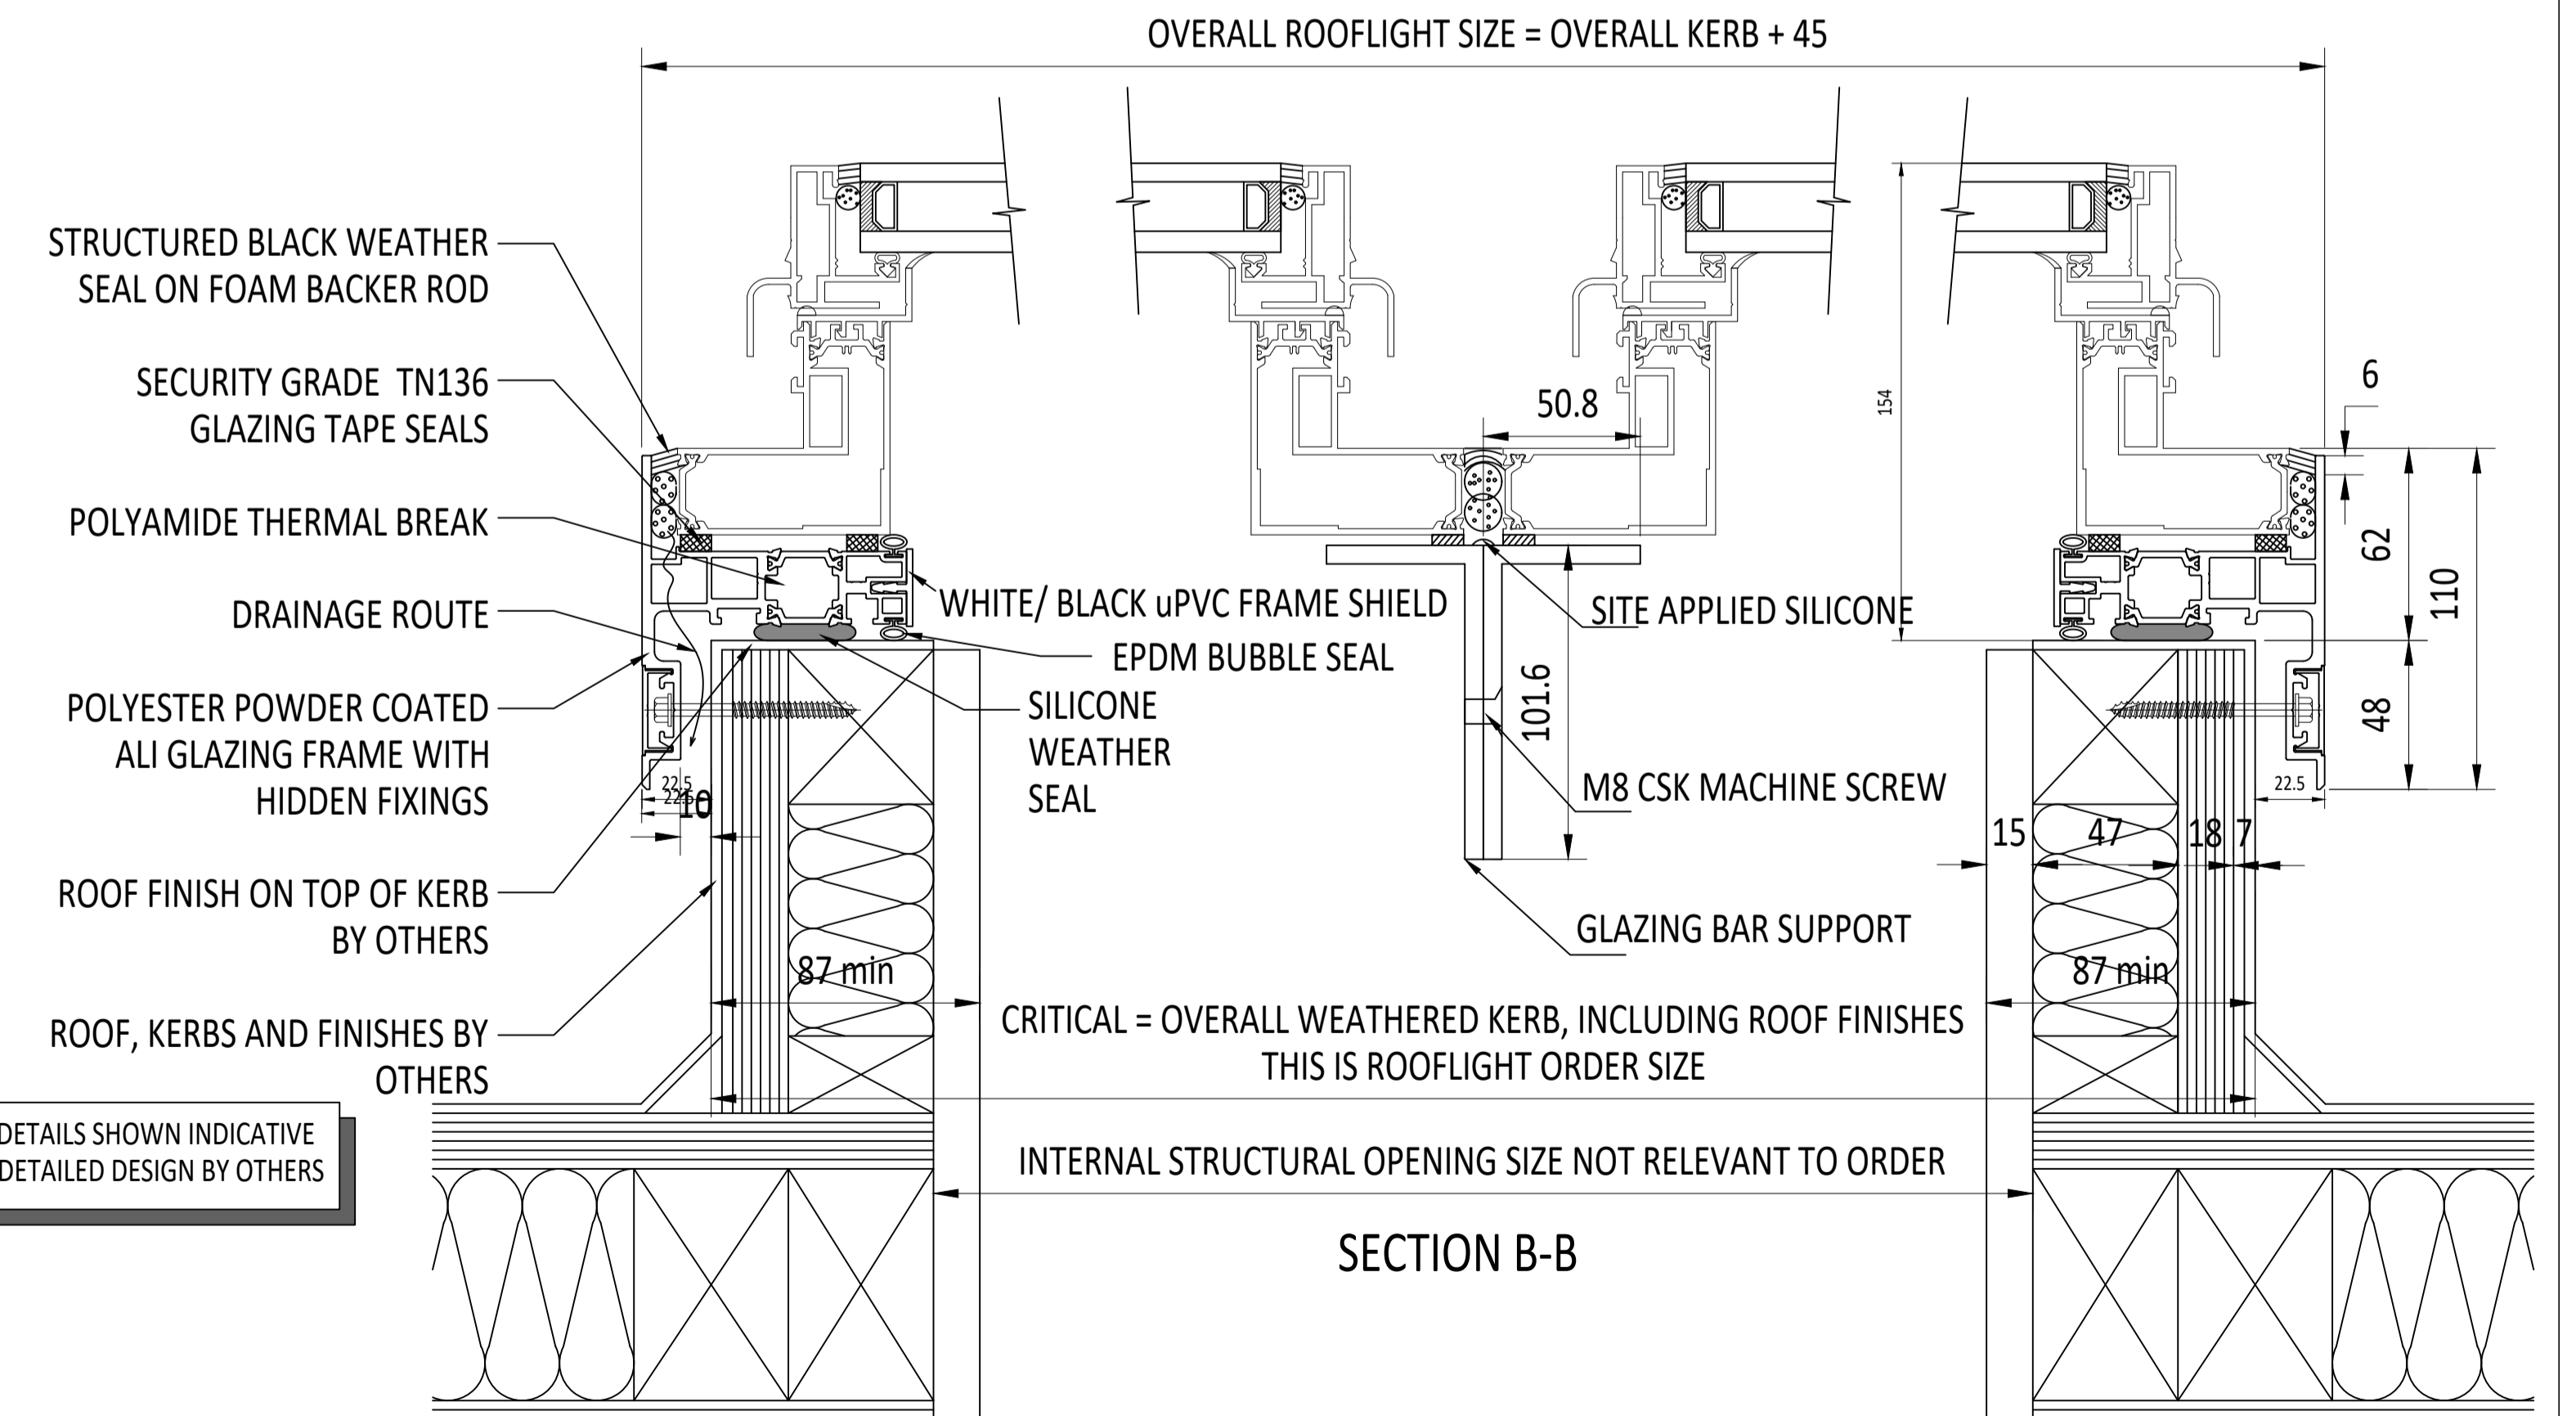 OVERALL ROOFLIGHT SIZE = OVERALL KERB + 45
STRUCTURED BLACK WEATHER
SEAL ON FOAM BACKER ROD
SECURITY GRADE TN136
GLAZING TAPE SEALS
POLYAMIDE THERMAL BREAK
DRAINAGE ROUTE
POLYESTER POWDER COATED
ALI GLAZING FRAME WITH
HIDDEN FIXINGS
ROOF FINISH ON TOP OF KERB
BY OTHERS
ROOF, KERBS AND FINISHES BY
OTHERS
DETAILS SHOWN INDICATIVE
DETAILED DESIGN BY OTHERS
22.5
22.5
10
87 min
WHITE/ BLACK uPVC FRAME SHIELD
EPDM BUBBLE SEAL
SILICONE
WEATHER
SEAL
50.8
101.6
SITE APPLIED SILICONE
M8 CSK MACHINE SCREW
GLAZING BAR SUPPORT
154
6
62
110
48
22.5
15
47
18
7
87 min
CRITICAL = OVERALL WEATHERED KERB, INCLUDING ROOF FINISHES
THIS IS ROOFLIGHT ORDER SIZE
INTERNAL STRUCTURAL OPENING SIZE NOT RELEVANT TO ORDER
SECTION B-B